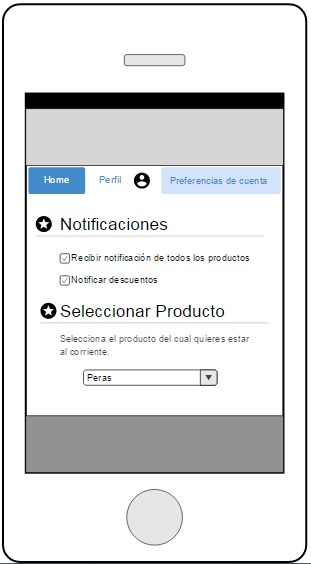 Home
Perfil
Preferencias de cuenta
Notificaciones
Recibir notificación de todos los productos
Notificar descuentos
Seleccionar Producto
Selecciona el producto del cual quieres estar
al corriente.
Peras